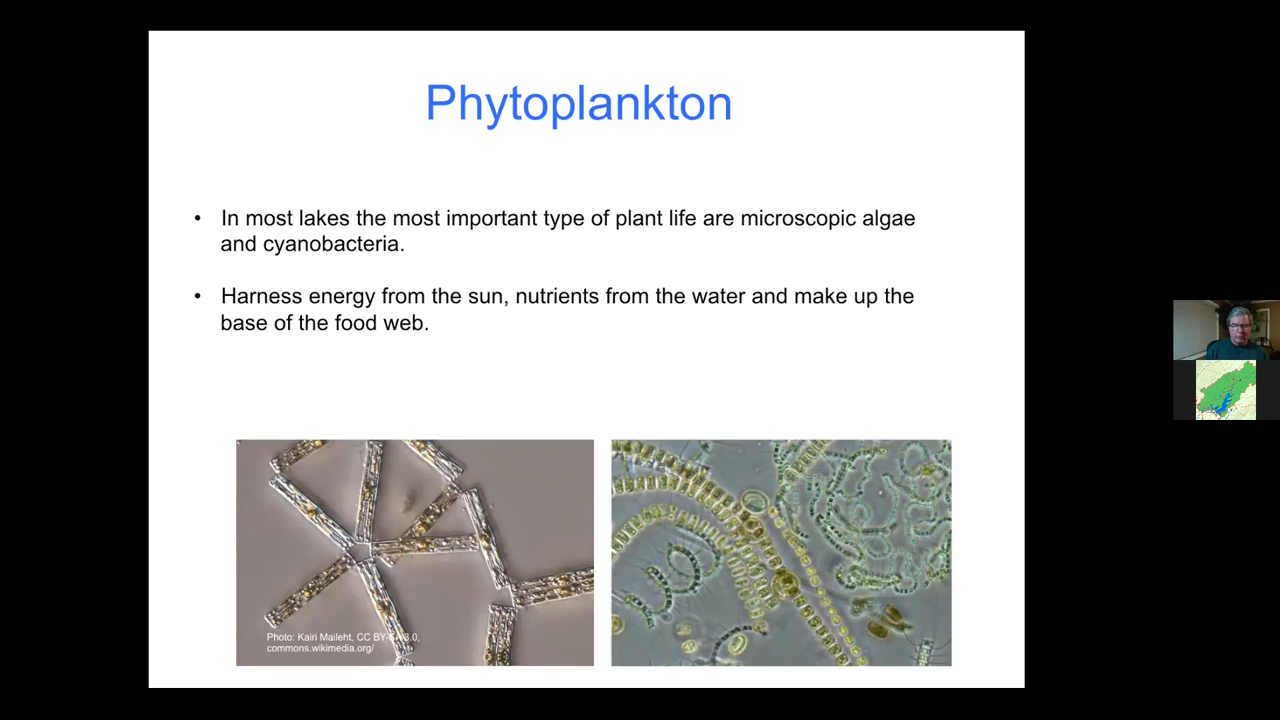 Phytoplankton
• In most lakes the most important type of plant life are microscopic algae
and cyanobacteria.
• Harness energy from the sun, nutrients from the water and make up the
base of the food web.
Photo: Kairi Maileht, CC BY-SA 3.0,
commons.wikimedia.org/